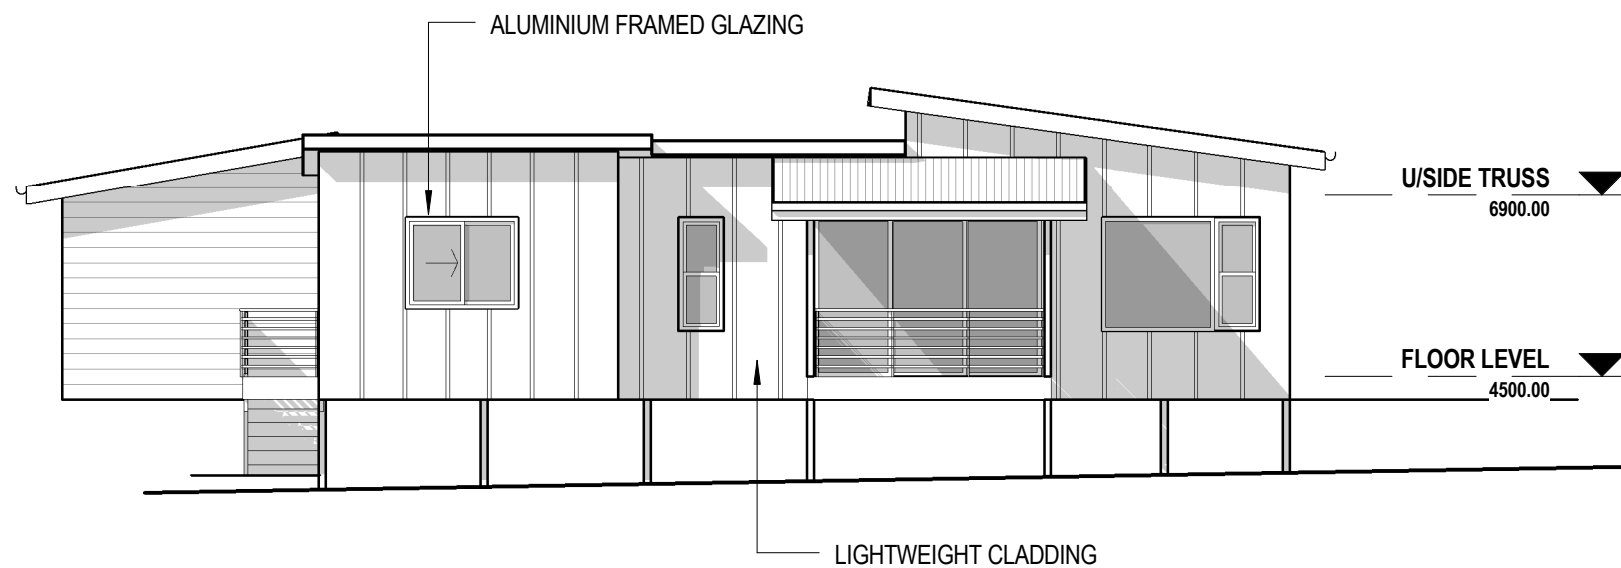 ALUMINIUM FRAMED GLAZING
U/SIDE TRUSS
6900.00
FLOOR LEVEL
4500.00
LIGHTWEIGHT CLADDING